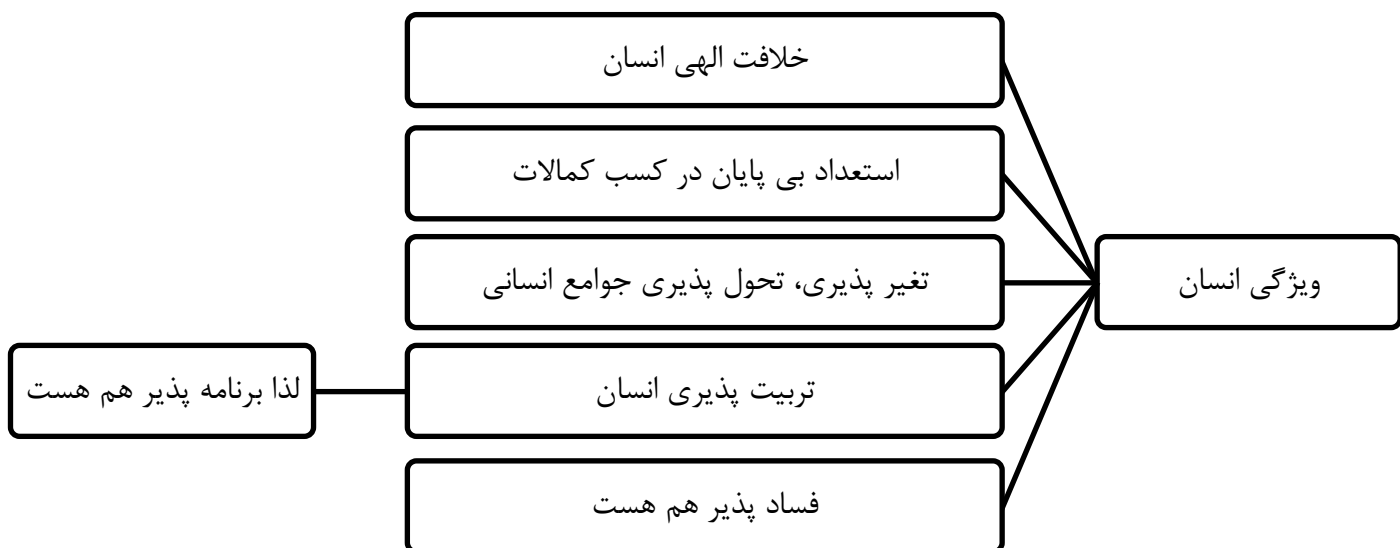 ویژگی انسان
خلافت الهی انسان
استعداد بی پایان در کسب کمالات
تغیر پذیری، تحول پذیری جوامع انسانی
تربیت پذیری انسان
لذا برنامه پذیر هم هست
فساد پذیر هم هست